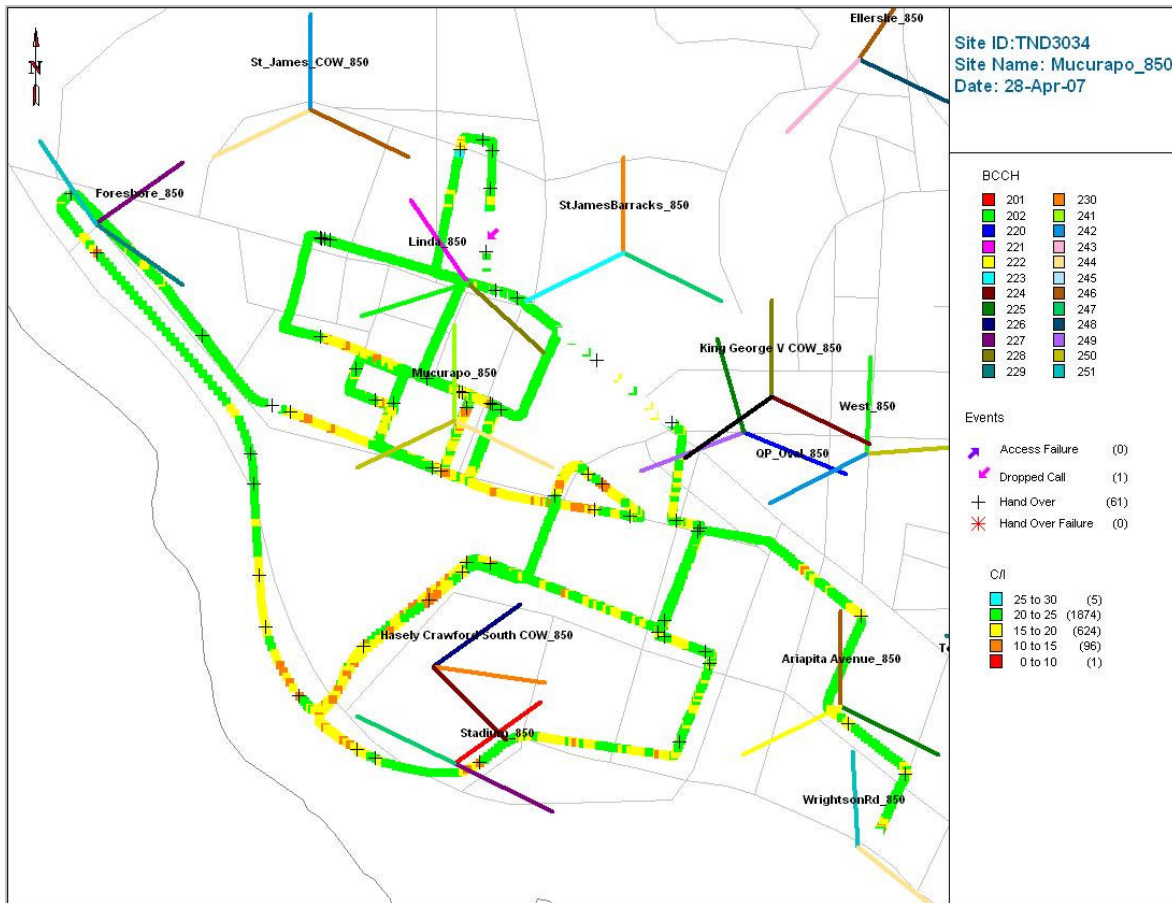 Ellerslie_850
Site ID:TND3034
Site Name: Mucurapo_850
Date: 28-Apr-07
St_James_COW_850
N
Foreshore_850
StJamesBarracks_850
Linda_850
King George V COW_850
Mucurapo_850
West_850
QP_Oval_850
Hasely Crawford South COW_850
Ariapita Avenue_850
Stadium_850
WrightsonRd_850
BCCH
201 230
202 241
220 242
221 243
222 244
223 245
224 246
225 247
226 248
227 249
228 250
229 251
Events
Access Failure (0)
Dropped Call (1)
Hand Over (61)
Hand Over Failure (0)
C/I
25 to 30 (5)
20 to 25 (1874)
15 to 20 (624)
10 to 15 (96)
0 to 10 (1)